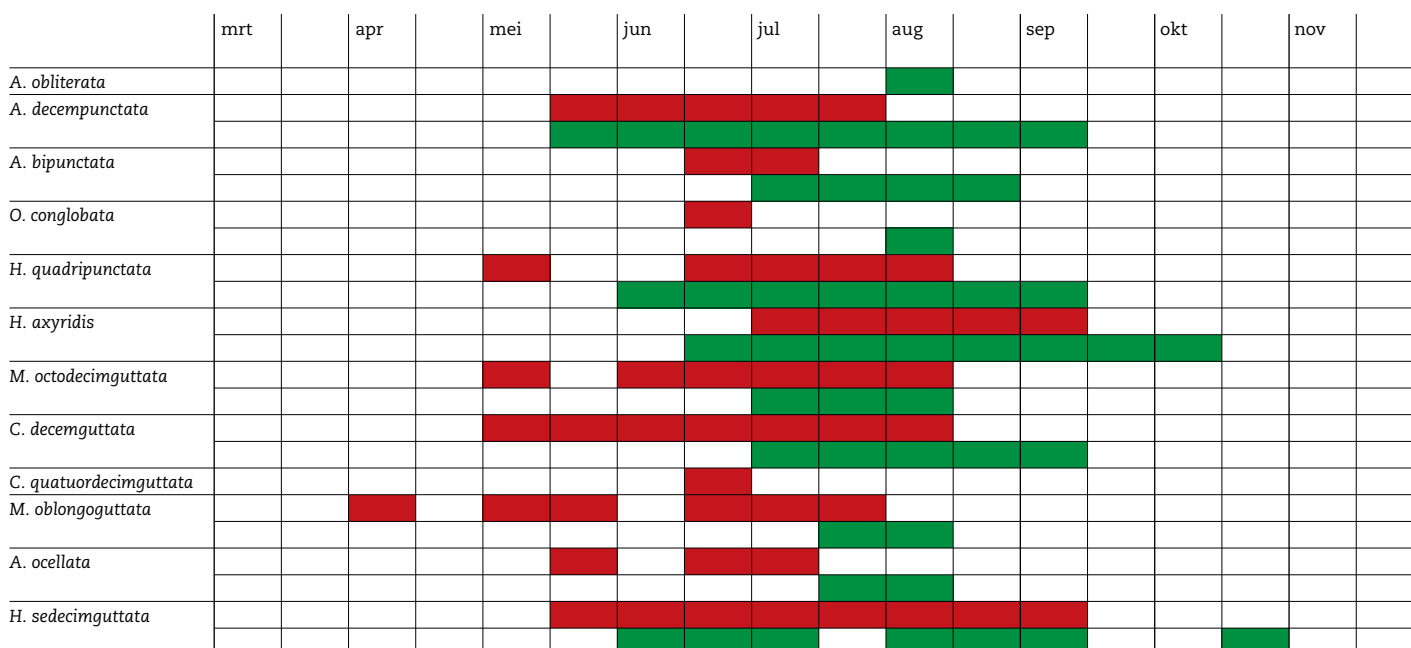 mrt apr mei jun jul aug sep okt nov
A. obliterata
A. decempunctata
A. bipunctata
O. conglobata
H. quadripunctata
H. axyridis
M. octodecimguttata
C. decemguttata
C. quatuordecimguttata
M. oblongoguttata
A. ocellata
H. sedecimguttata